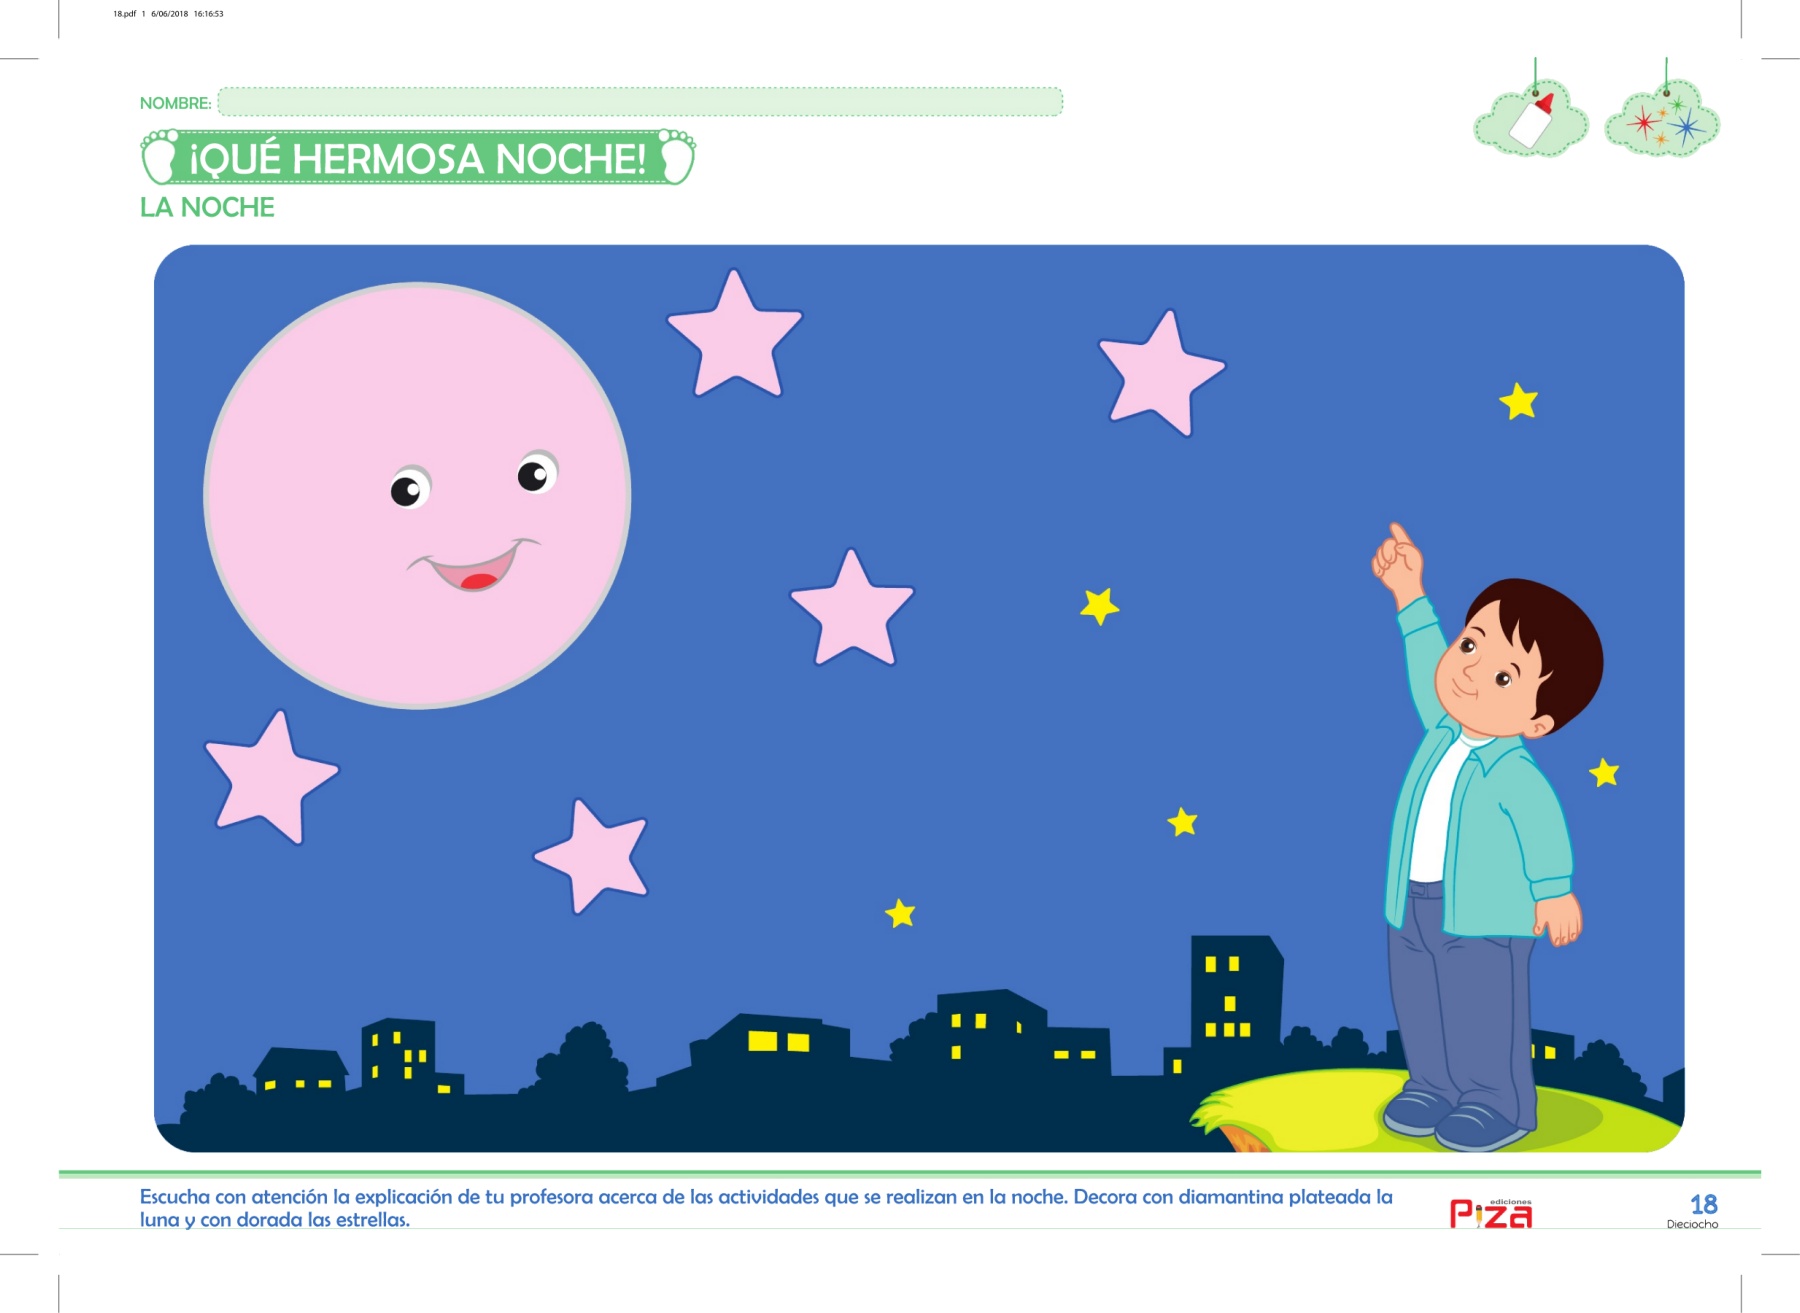 18.pdf 1 6/06/2018 16:16:53
NOMBRE:
¡QUÉ HERMOSA NOCHE!
LA NOCHE
Escucha con atención la explicación de tu profesora acerca de las actividades que se realizan en la noche. Decora con diamantina plateada la
luna y con dorada las estrellas.
ediciones
Piza
18
Dieciocho